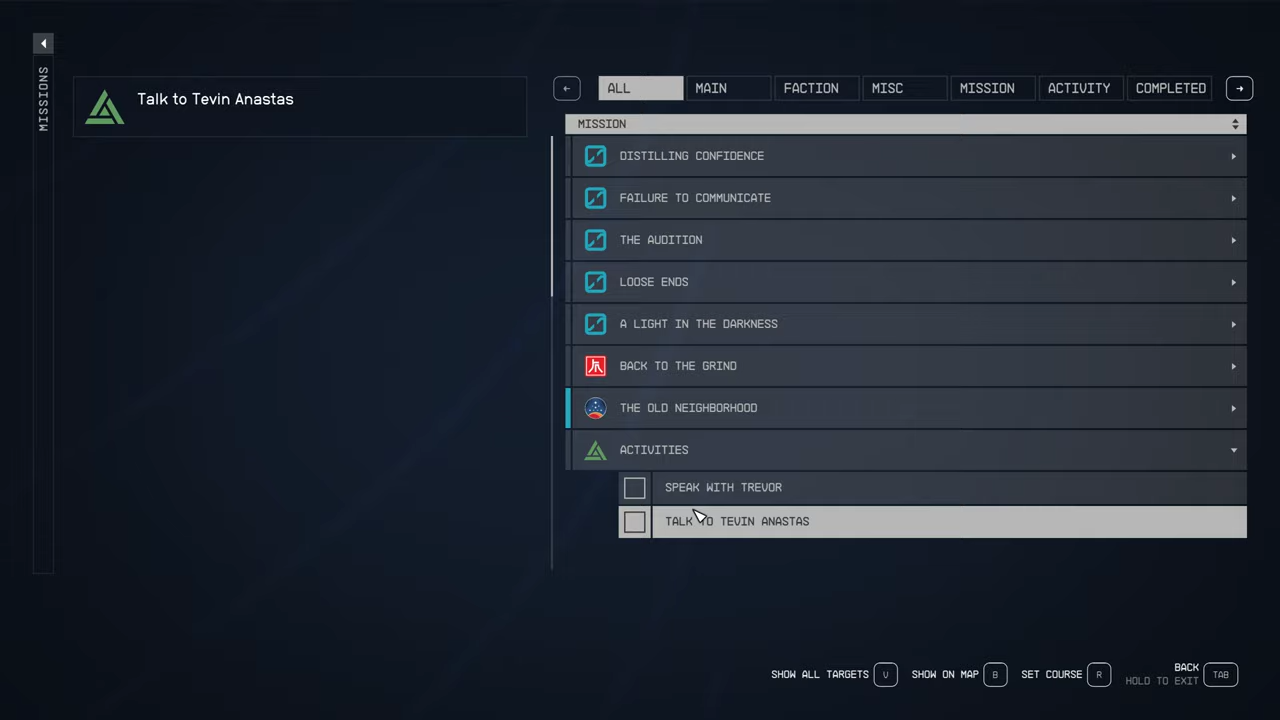 MISSIONS
Talk to Tevin Anastas
ALL
MAIN
FACTION
MISC
MISSION
ACTIVITY
COMPLETED
MISSION
DISTILLING CONFIDENCE
FAILURE TO COMMUNICATE
THE AUDITION
LOOSE ENDS
A LIGHT IN THE DARKNESS
BACK TO THE GRIND
THE OLD NEIGHBORHOOD
ACTIVITIES
SPEAK WITH TREVOR
TALK TO TEVIN ANASTAS
SHOW ALL TARGETS V
SHOW ON MAP B
SET COURSE R
BACK
HOLD TO EXIT TAB